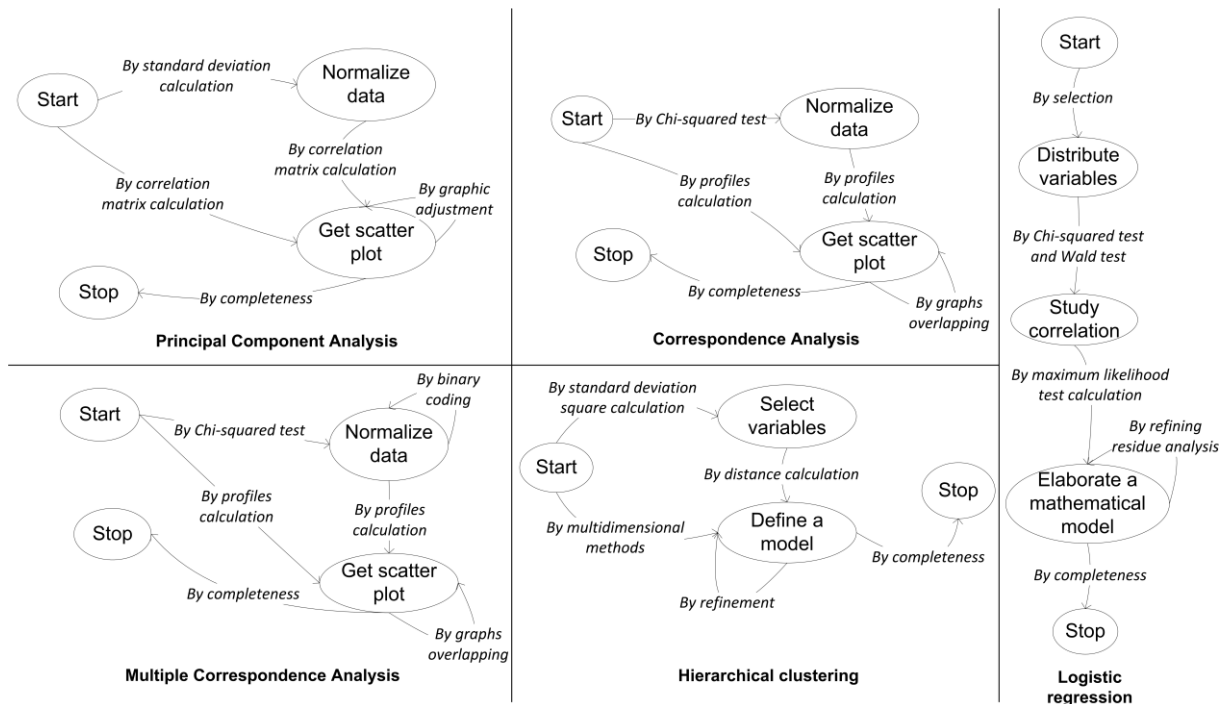 Start
By standard deviation
calculation
Normalize
data
By correlation
matrix calculation
By correlation
matrix calculation
By graphic
adjustment
Get scatter
plot
Stop
By completeness
Principal Component Analysis
Start
By Chi-squared test
Normalize
data
By profiles
calculation
By profiles
calculation
Get scatter
plot
Stop
By completeness
By graphs
overlapping
Correspondence Analysis
Start
By Chi-squared test
By binary
coding
Normalize
data
By profiles
calculation
By profiles
calculation
Stop
Get scatter
plot
By completeness
By graphs
overlapping
Multiple Correspondence Analysis
By standard deviation
square calculation
Select
variables
Start
By distance calculation
Stop
By multidimensional
methods
Define a
model
By completeness
By refinement
Hierarchical clustering
Start
By selection
Distribute
variables
By Chi-squared test
and Wald test
Study
correlation
By maximum likelihood
test calculation
By refining
residue analysis
Elaborate a
mathematical
model
By completeness
Stop
Logistic
regression